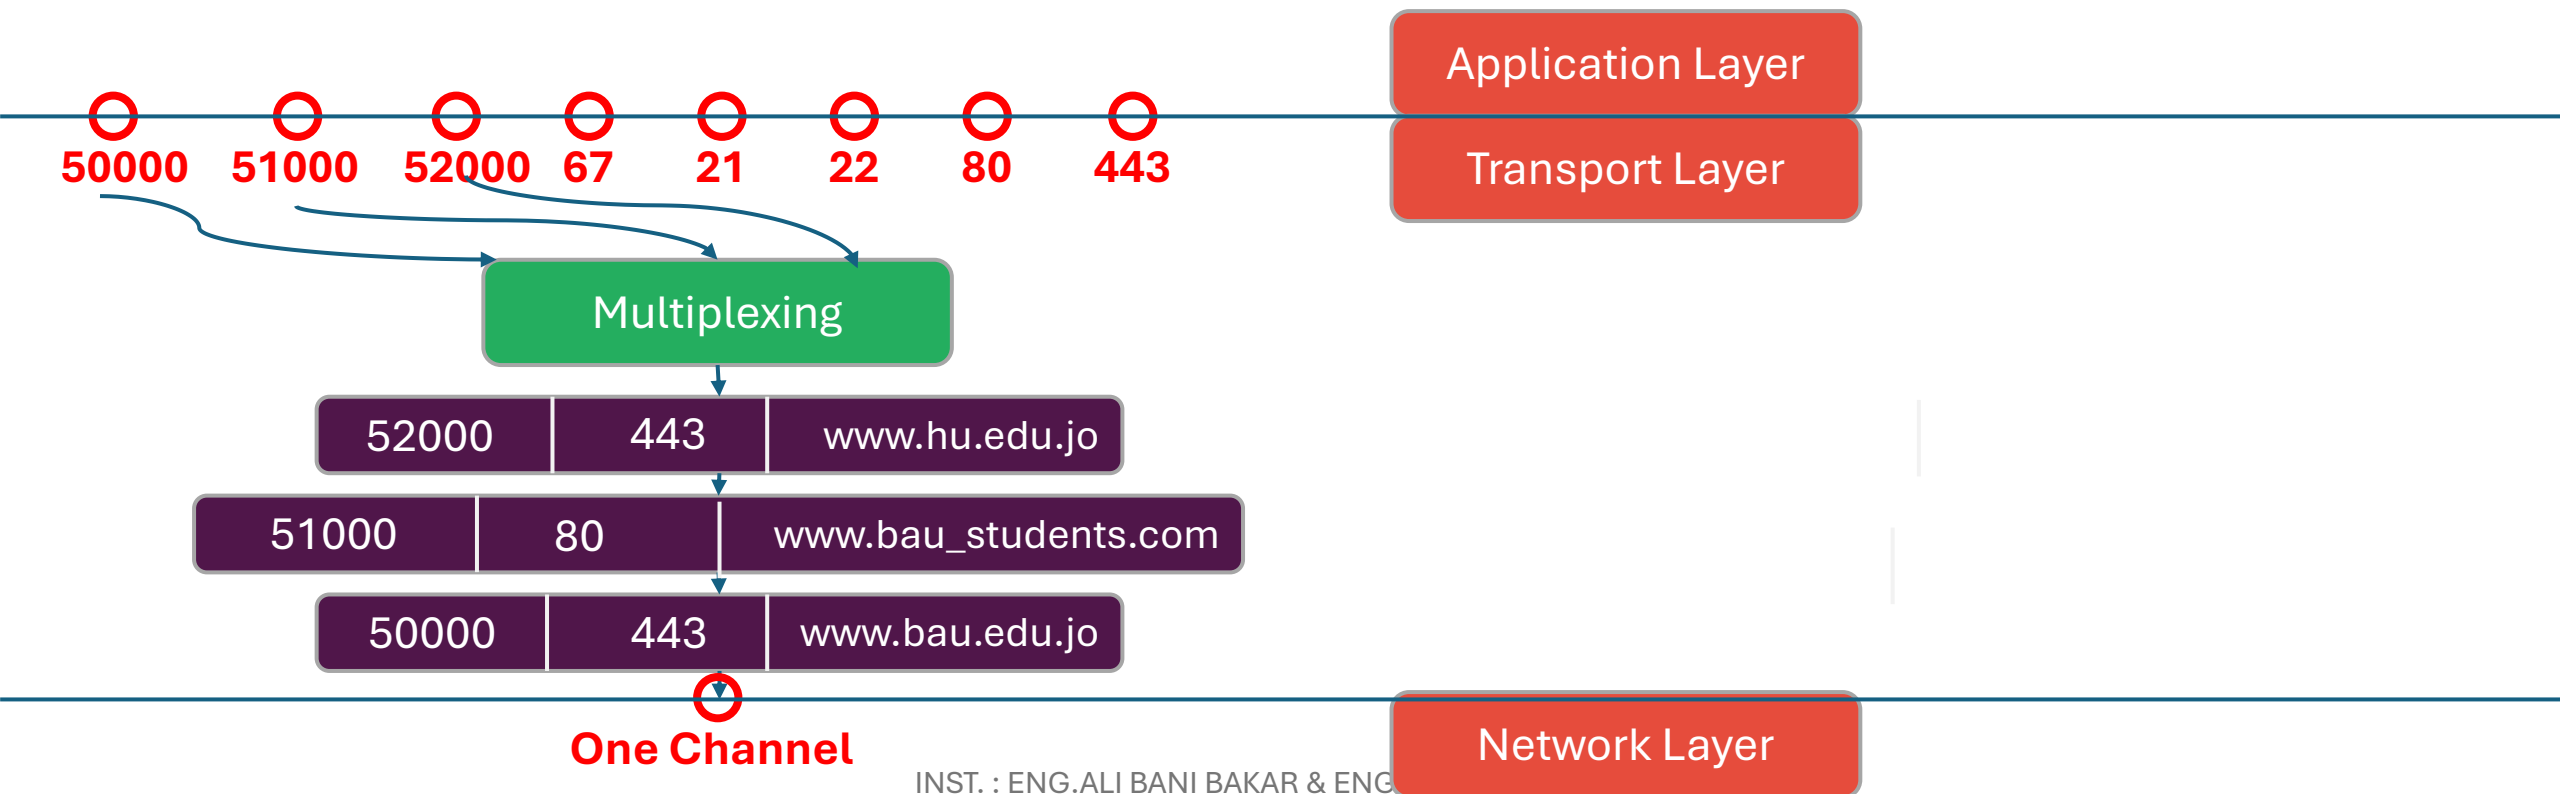 Application Layer
50000 51000 52000 67 21 22 80 443
Transport Layer
Multiplexing
52000 443 www.hu.edu.jo
51000 80 www.bau_students.com
50000 443 www.bau.edu.jo
One Channel
Network Layer
INST. : ENG.ALI BANI BAKAR & ENG